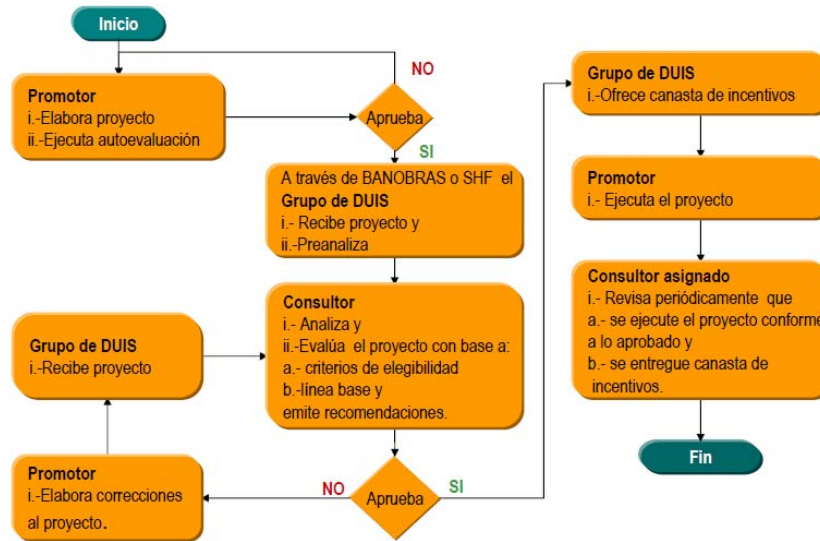 Inicio
NO
Promotor
i.-Elabora proyecto
ii.-Ejecuta autoevaluación
Aprueba
SI
A través de BANOBRAS o SHF el
Grupo de DUIS
i.- Recibe proyecto y
ii.-Preanaliza
Consultor
i.- Analiza y
ii.-Evalúa el proyecto con base a:
a.- criterios de elegibilidad
b.-línea base y
emite recomendaciones.
Grupo de DUIS
i.-Recibe proyecto
Promotor
i.-Elabora correcciones
al proyecto.
NO
Aprueba
SI
Grupo de DUIS
i.-Ofrece canasta de incentivos
Promotor
i.- Ejecuta el proyecto
Consultor asignado
i.- Revisa periódicamente que
a.- se ejecute el proyecto conforme
a lo aprobado y
b.- se entregue canasta de
incentivos.
Fin